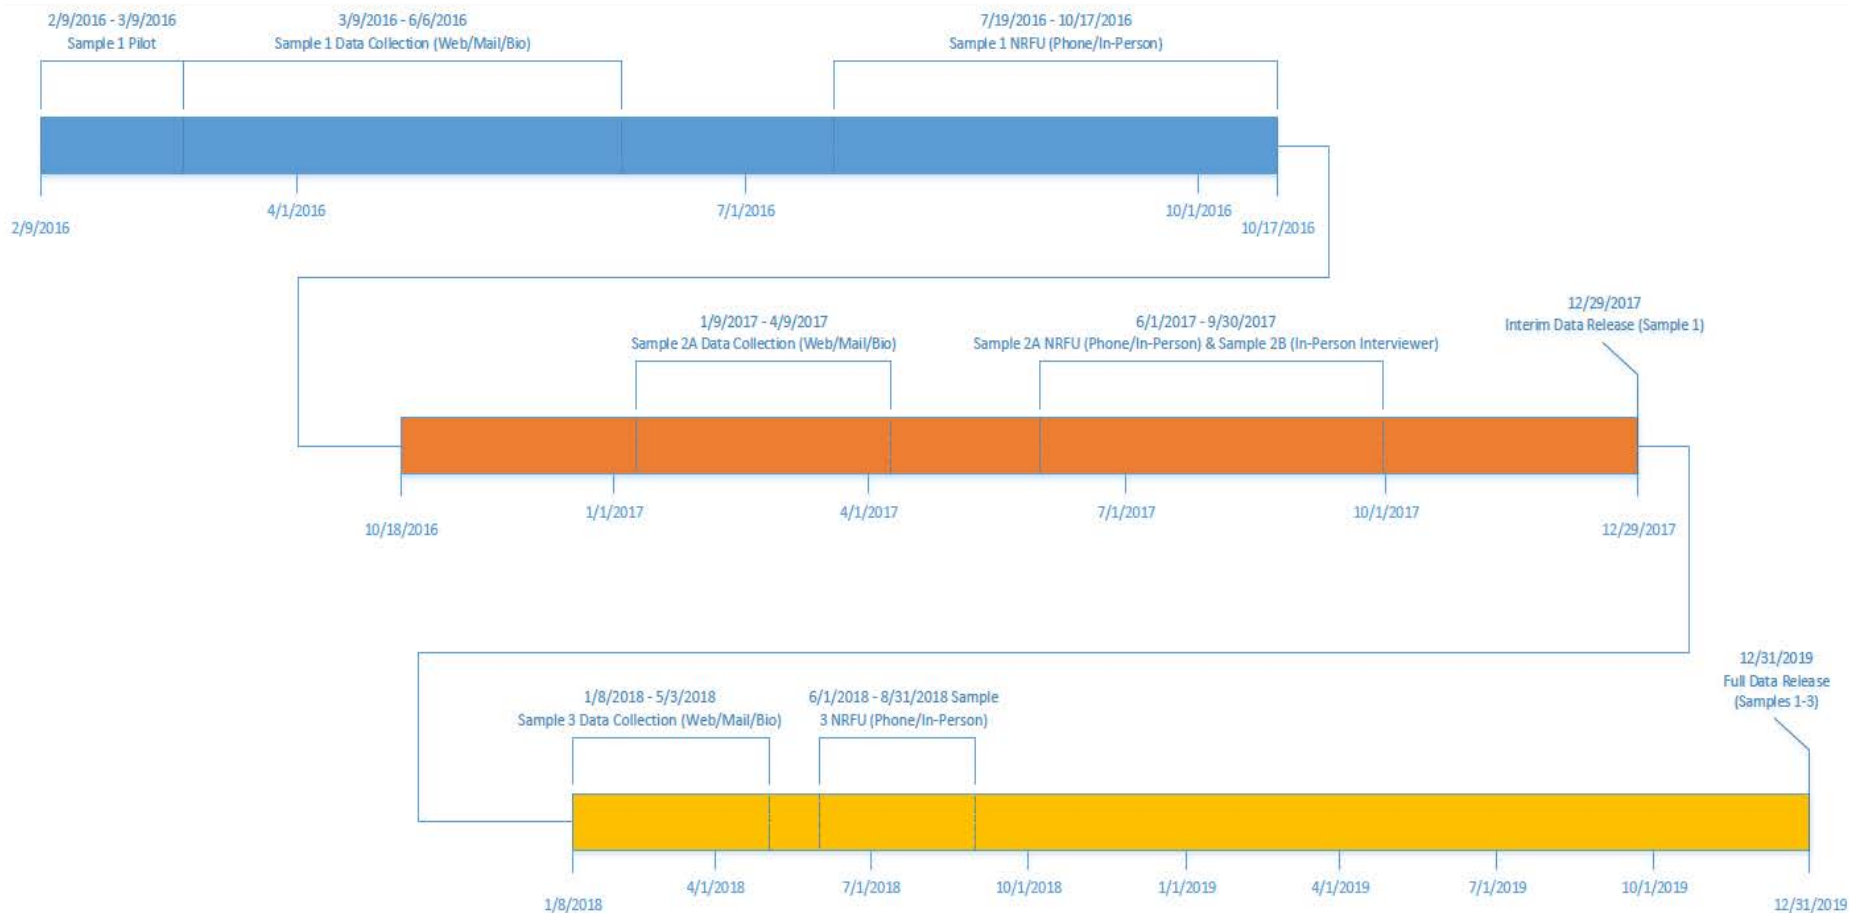 2/9/2016 - 3/9/2016
Sample 1 Pilot
3/9/2016 - 6/6/2016
Sample 1 Data Collection (Web/Mail/Bio)
7/19/2016 - 10/17/2016
Sample 1 NRFU (Phone/In-Person)
4/1/2016
7/1/2016
10/1/2016
2/9/2016
10/17/2016
1/9/2017 - 4/9/2017
Sample 2A Data Collection (Web/Mail/Bio)
6/1/2017 - 9/30/2017
Sample 2A NRFU (Phone/In-Person) & Sample 2B (In-Person Interviewer)
12/29/2017
Interim Data Release (Sample 1)
1/1/2017
4/1/2017
7/1/2017
10/1/2017
10/18/2016
12/29/2017
1/8/2018 - 5/3/2018
Sample 3 Data Collection (Web/Mail/Bio)
6/1/2018 - 8/31/2018 Sample
3 NRFU (Phone/In-Person)
12/31/2019
Full Data Release
(Samples 1-3)
4/1/2018
7/1/2018
10/1/2018
1/1/2019
4/1/2019
7/1/2019
10/1/2019
1/8/2018
12/31/2019